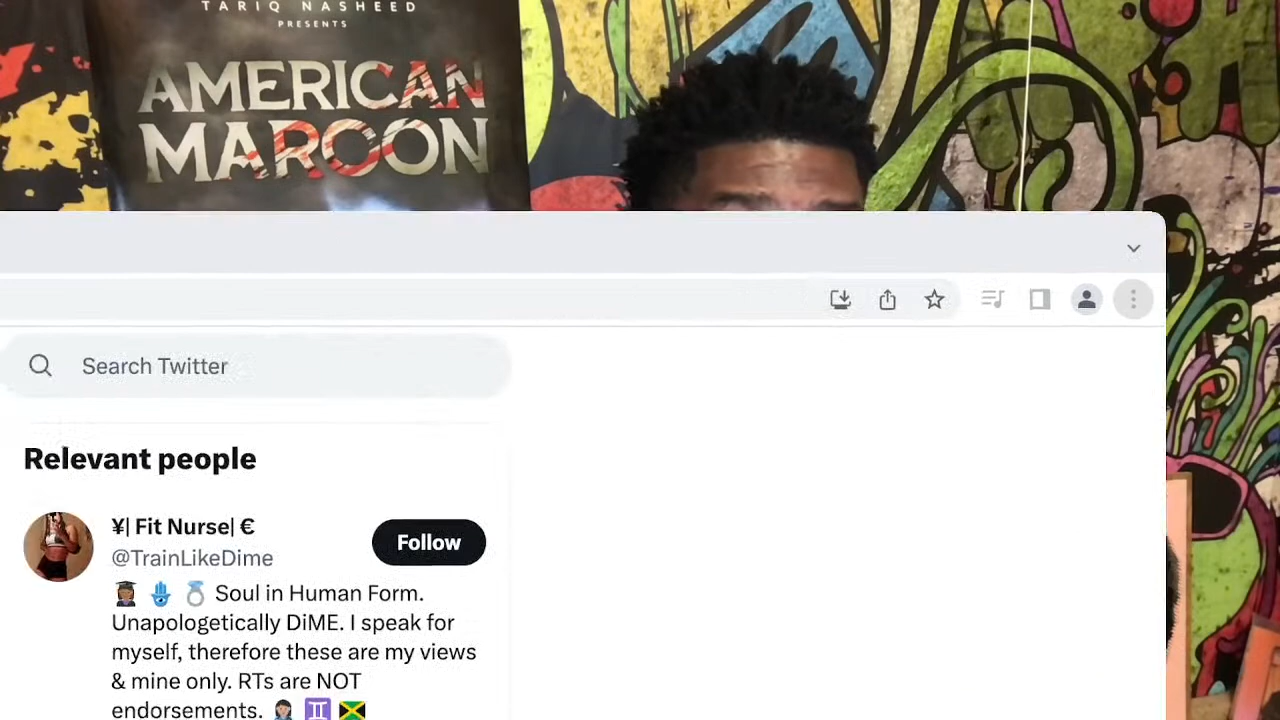 TARIQ NASHEED
PRESENTS
AMERICAN
MAROON
Search Twitter
Relevant people
¥| Fit Nurse| €
Follow
@TrainLikeDime
👩🏽‍🎓 🪬 💍 Soul in Human Form.
Unapologetically DiME. I speak for
myself, therefore these are my views
& mine only. RTs are NOT
endorsements. 👩🏽‍⚕️ ♊ 🇯🇲